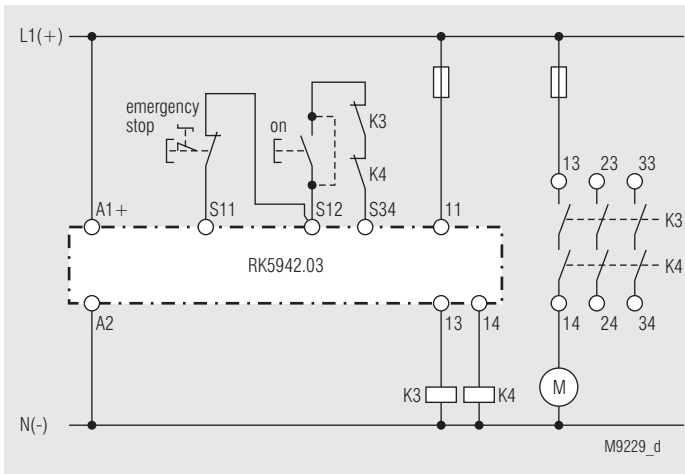 L1(+)
emergency
stop
on
K3
K4
13 23 33
A1+ S11 S12 S34 11
K3
RK5942.03
K4
A2 13 14 14 24 34
K3 K4 M
N(-)
M9229_d